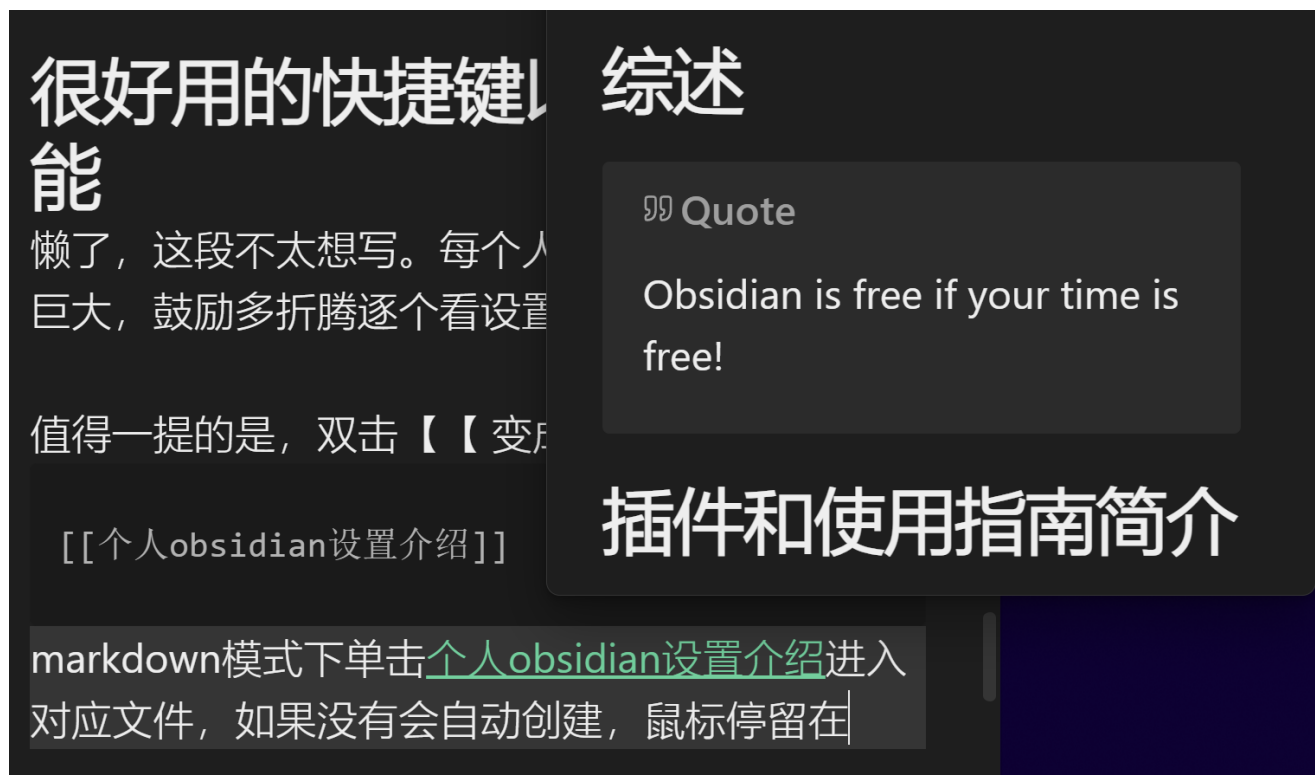 很好用的快捷键
能
懒了，这段不太想写。每个人
巨大，鼓励多折腾逐个看设置
值得一提的是，双击【【 变成
[[个人obsidian设置介绍]]
markdown模式下单击个人obsidian设置介绍进入
对应文件，如果没有会自动创建，鼠标停留在
综述
Quote
Obsidian is free if your time is
free!
插件和使用指南简介